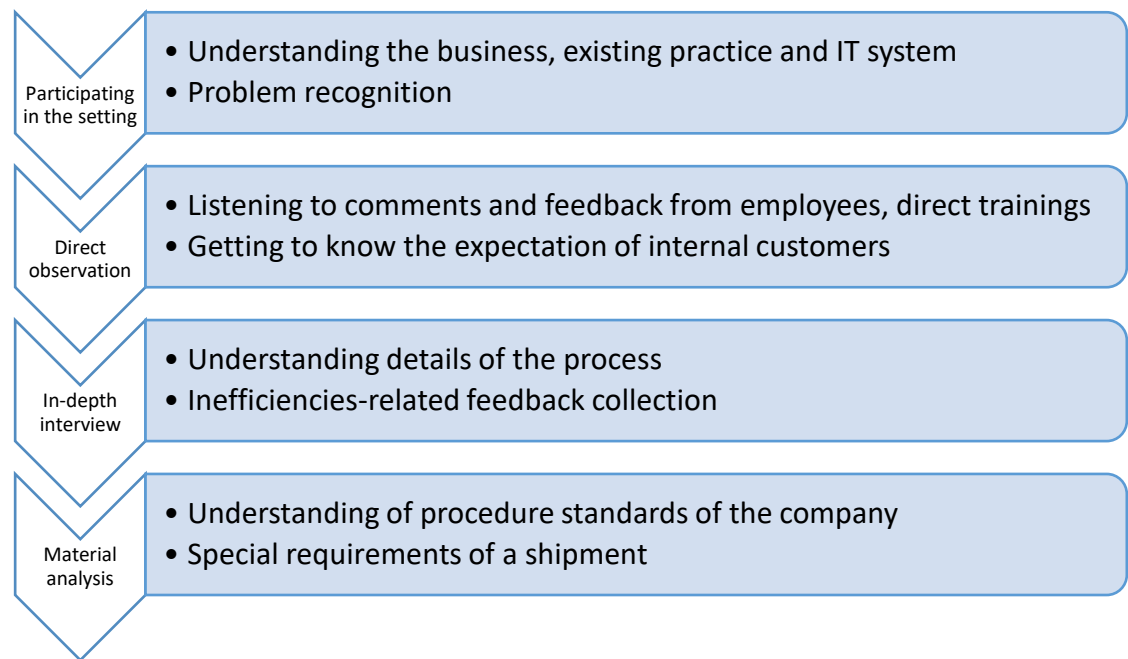 Participating
in the setting
• Understanding the business, existing practice and IT system
• Problem recognition
Direct
observation
• Listening to comments and feedback from employees, direct trainings
• Getting to know the expectation of internal customers
In-depth
interview
• Understanding details of the process
• Inefficiencies-related feedback collection
Material
analysis
• Understanding of procedure standards of the company
• Special requirements of a shipment